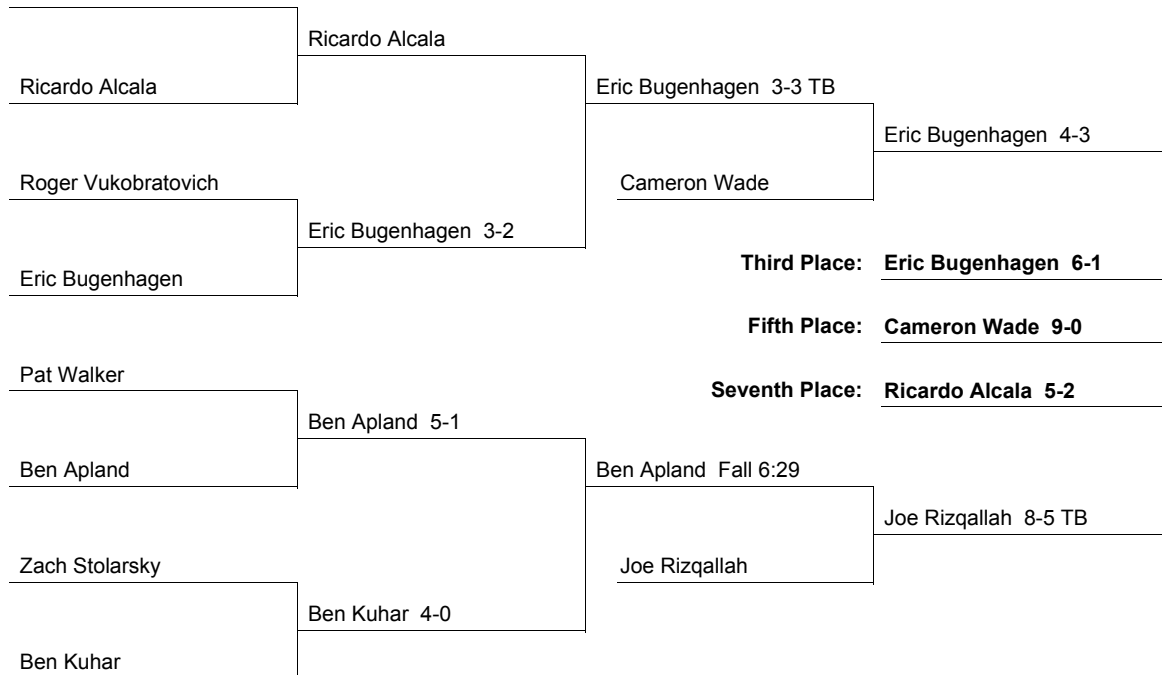 Ricardo Alcala
Ricardo Alcala
Eric Bugenhagen 3-3 TB
Eric Bugenhagen 4-3
Roger Vukobratovich
Cameron Wade
Eric Bugenhagen 3-2
Third Place: Eric Bugenhagen 6-1
Eric Bugenhagen
Fifth Place: Cameron Wade 9-0
Pat Walker
Seventh Place: Ricardo Alcala 5-2
Ben Apland 5-1
Ben Apland
Ben Apland Fall 6:29
Joe Rizqallah 8-5 TB
Zach Stolarsky
Joe Rizqallah
Ben Kuhar 4-0
Ben Kuhar